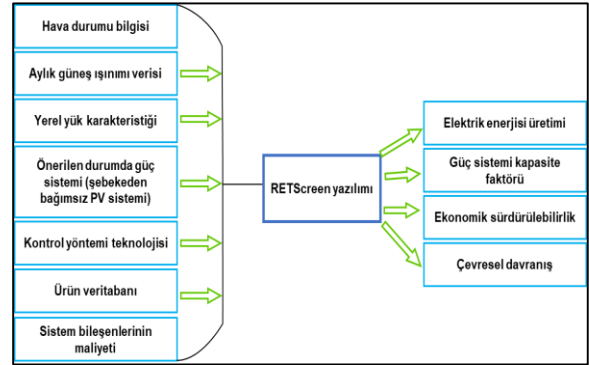 Hava durumu bilgisi
Aylık güneş ışınımı verisi
Yerel yük karakteristiği
Önerilen durumda güç
sistemi (şebekeden
bağımsız PV sistemi)
Kontrol yöntemi teknolojisi
Ürün veritabanı
Sistem bileşenlerinin
maliyeti
RETScreen yazılımı
Elektrik enerjisi üretimi
Güç sistemi kapasite
faktörü
Ekonomik sürdürülebilirlik
Çevresel davranış